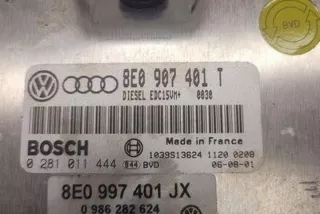 BVD
8E0 907 401 T
DIESEL EDC15VM+ 0030
BOSCH
Made in France
0 281 011 444 B44 BVD
1039S13624 1120 0208
06-08-01
8E0 997 401 JX
0 986 282 624